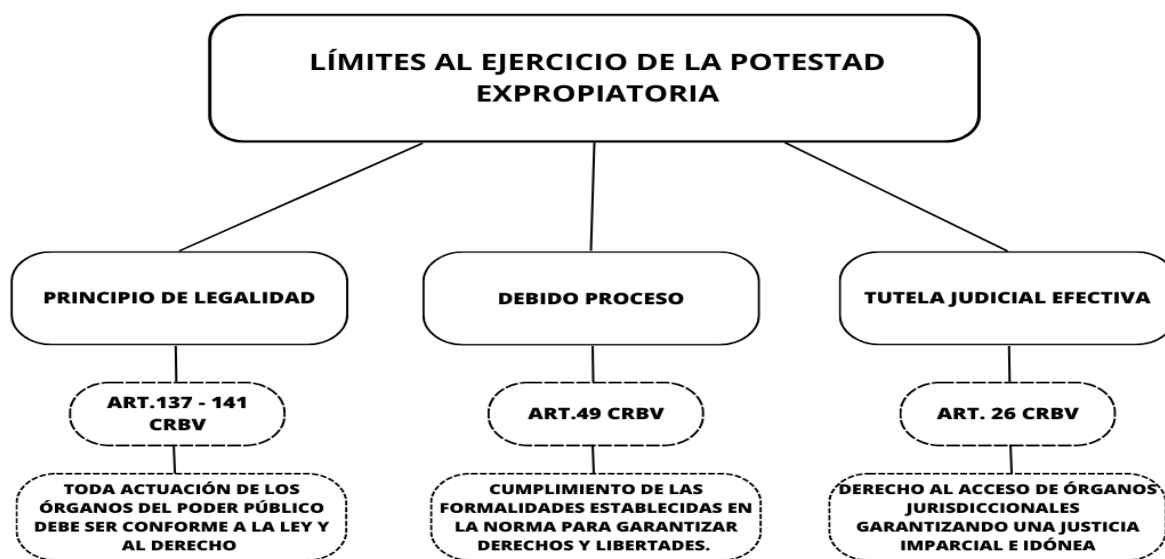 LÍMITES AL EJERCICIO DE LA POTESTAD
EXPROPIATORIA
PRINCIPIO DE LEGALIDAD
DEBIDO PROCESO
TUTELA JUDICIAL EFECTIVA
ART.137 - 141
CRBV
ART.49 CRBV
ART. 26 CRBV
TODA ACTUACIÓN DE LOS
ÓRGANOS DEL PODER PÚBLICO
DEBE SER CONFORME A LA LEY Y
AL DERECHO
CUMPLIMIENTO DE LAS
FORMALIDADES ESTABLECIDAS EN
LA NORMA PARA GARANTIZAR
DERECHOS Y LIBERTADES.
DERECHO AL ACCESO DE ÓRGANOS
JURISDICCIONALES
GARANTIZANDO UNA JUSTICIA
IMPARCIAL E IDÓNEA